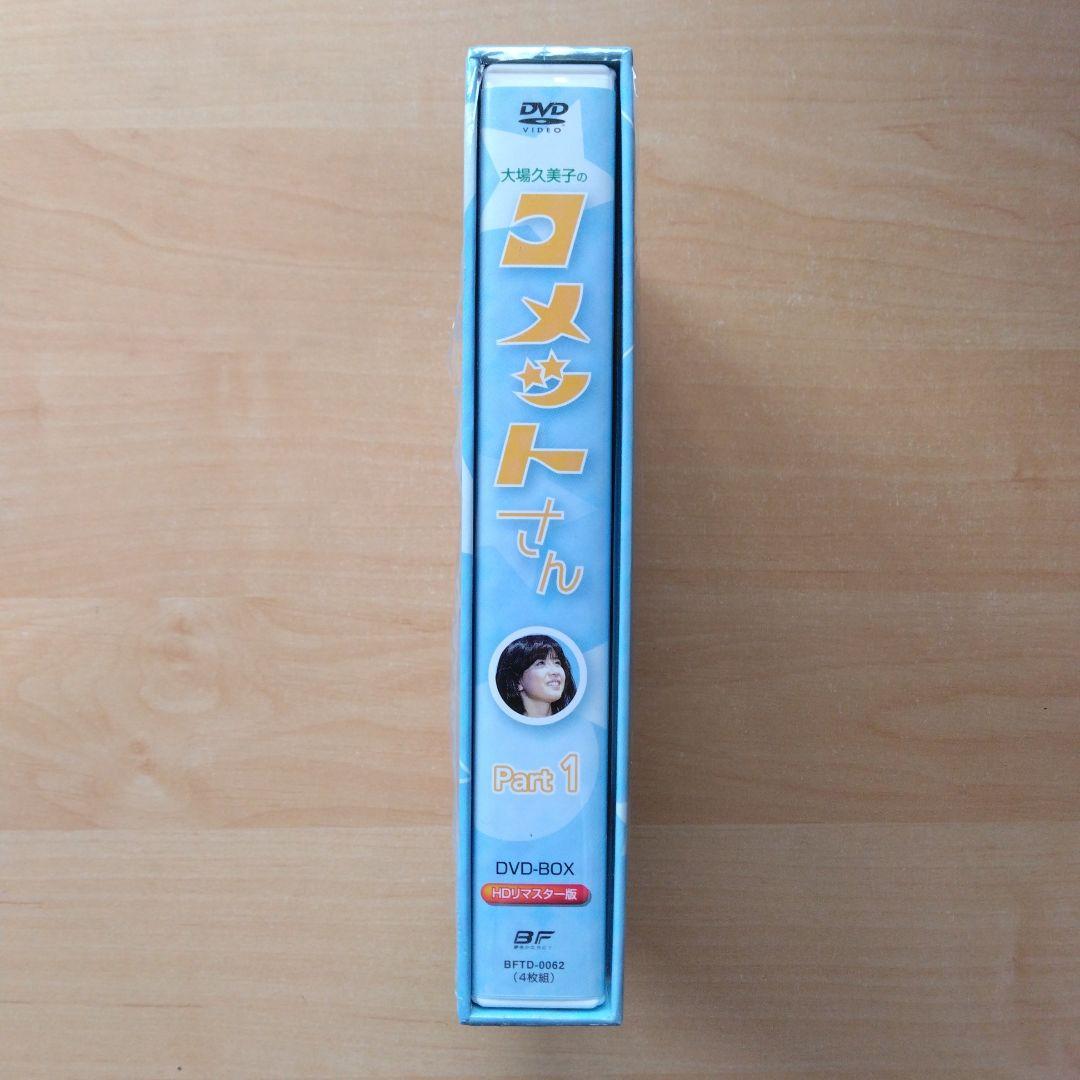 DVD
VIDEO
大場久美子の
コメットさん
Part 1
DVD-BOX
HDリマスター版
BF
BFTD-0062
(4枚組)